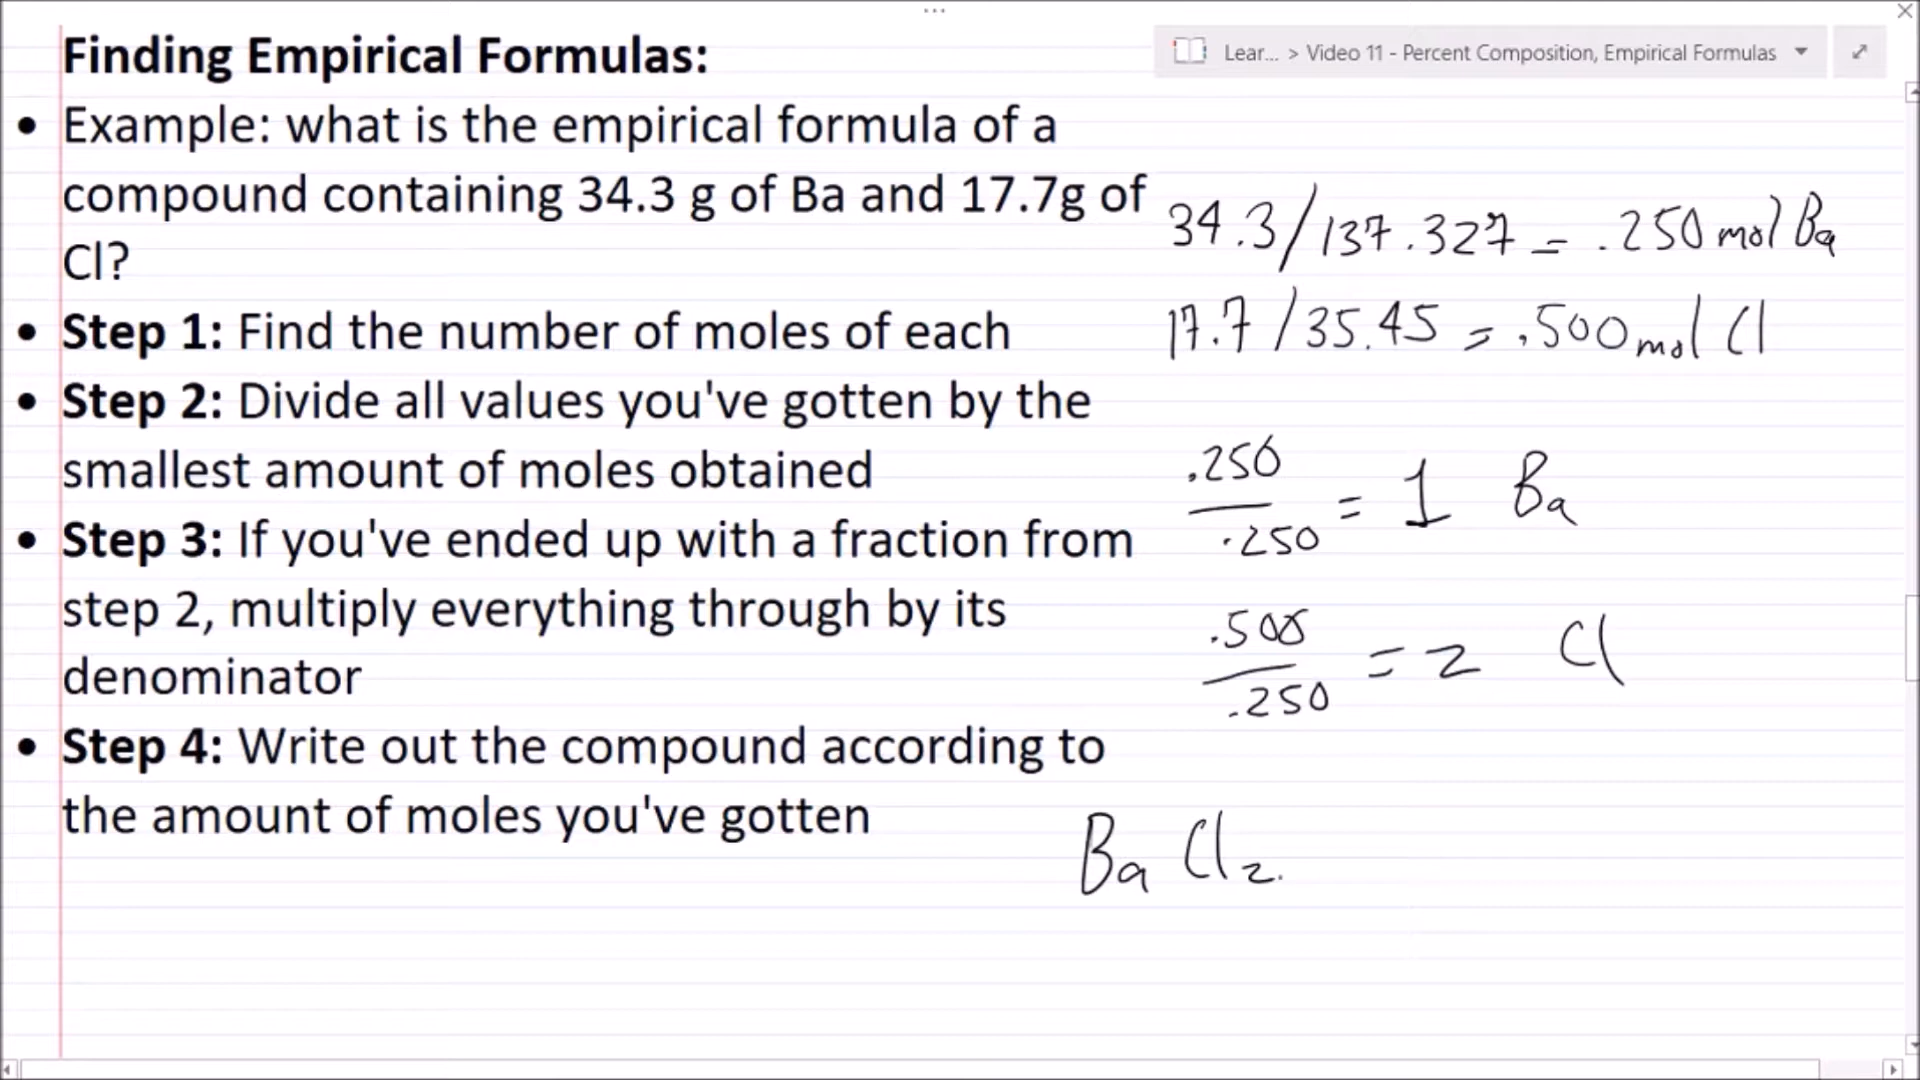 Finding Empirical Formulas:
Lear... > Video 11 - Percent Composition, Empirical Formulas
• Example: what is the empirical formula of a
compound containing 34.3 g of Ba and 17.7g of
Cl?
34.3/137.327 = .250 mol Ba
17.7/35.45 = .500 mol Cl
• Step 1: Find the number of moles of each
• Step 2: Divide all values you've gotten by the
smallest amount of moles obtained
.250/.250 = 1 Ba
• Step 3: If you've ended up with a fraction from
step 2, multiply everything through by its
denominator
.500/.250 = 2 Cl
• Step 4: Write out the compound according to
the amount of moles you've gotten
BaCl₂.